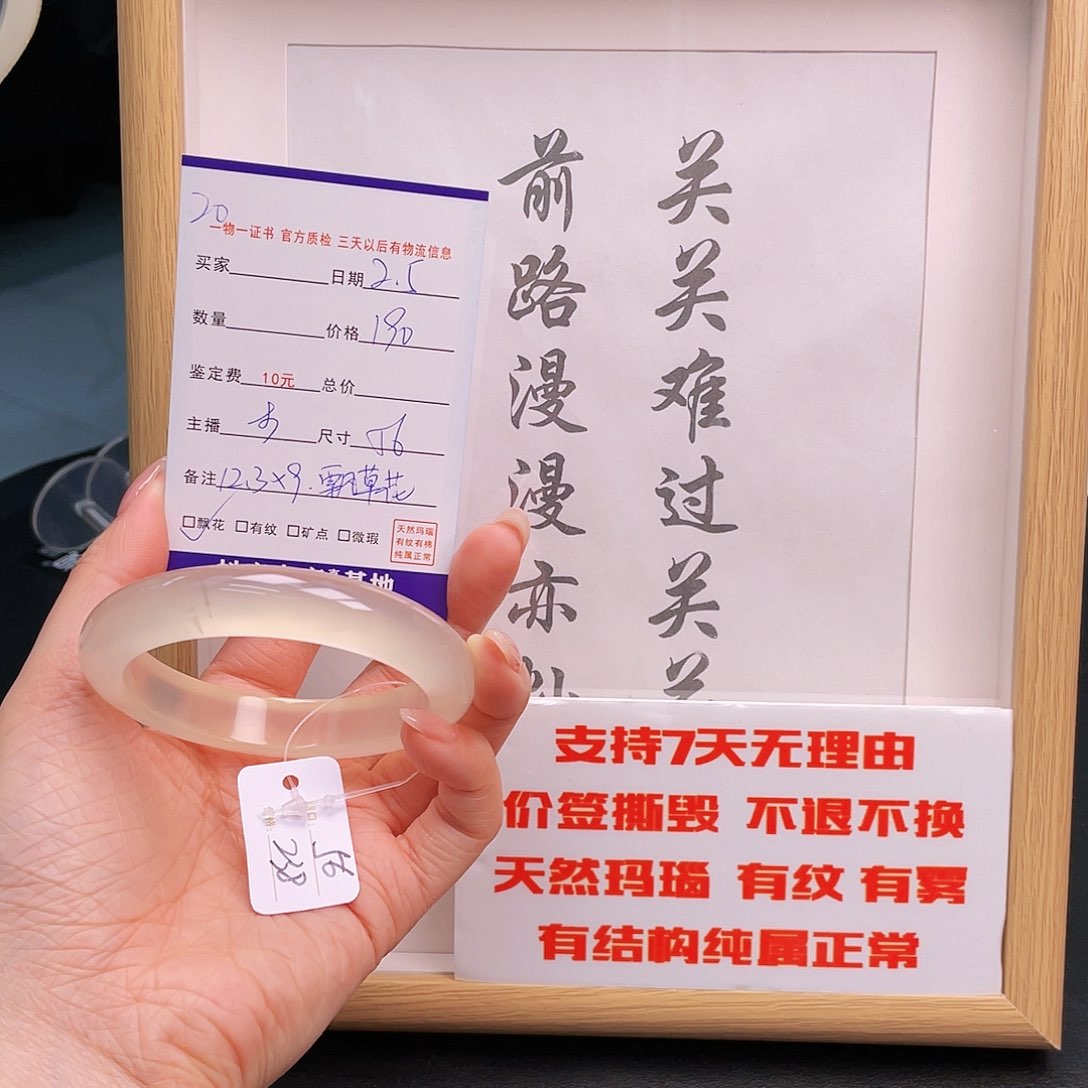 20
一物一证书 官方质检 三天以后有物流信息
买家 日期 2.5
数量 价格 190
鉴定费 10元 总价
主播 尺寸 56
备注 12.3×9. 飘草花
飘花 有纹 矿点 微瑕
天然玛瑙
有纹有棉
纯属正常
基地
56
238
关关难过关关
前路漫漫亦
支持7天无理由
价签撕毁 不退不换
天然玛瑙 有纹 有雾
有结构纯属正常